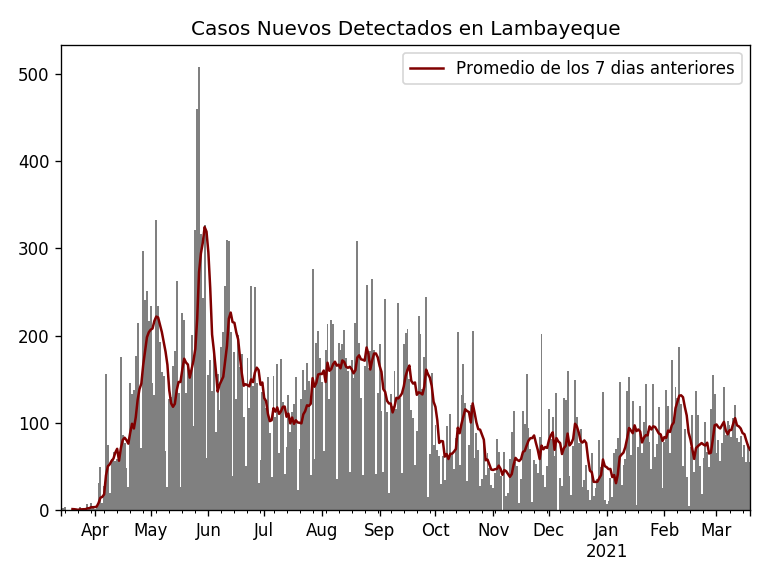 Casos Nuevos Detectados en Lambayeque
Promedio de los 7 dias anteriores
500
400
300
200
100
0
Apr May Jun Jul Aug Sep Oct Nov Dec Jan Feb Mar
2021